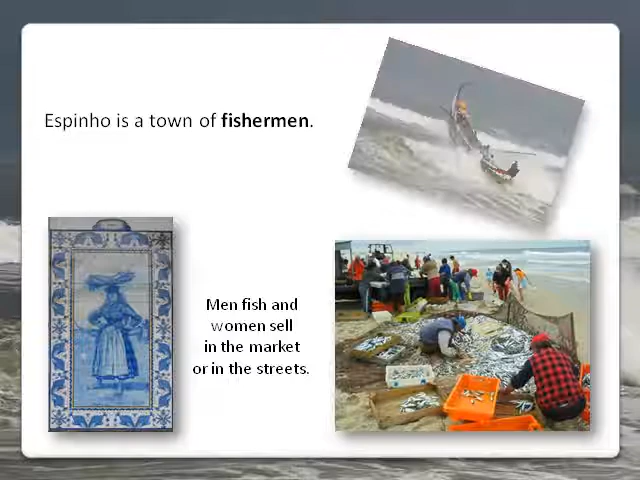 Espinho is a town of fishermen.
Men fish and
women sell
in the market
or in the streets.